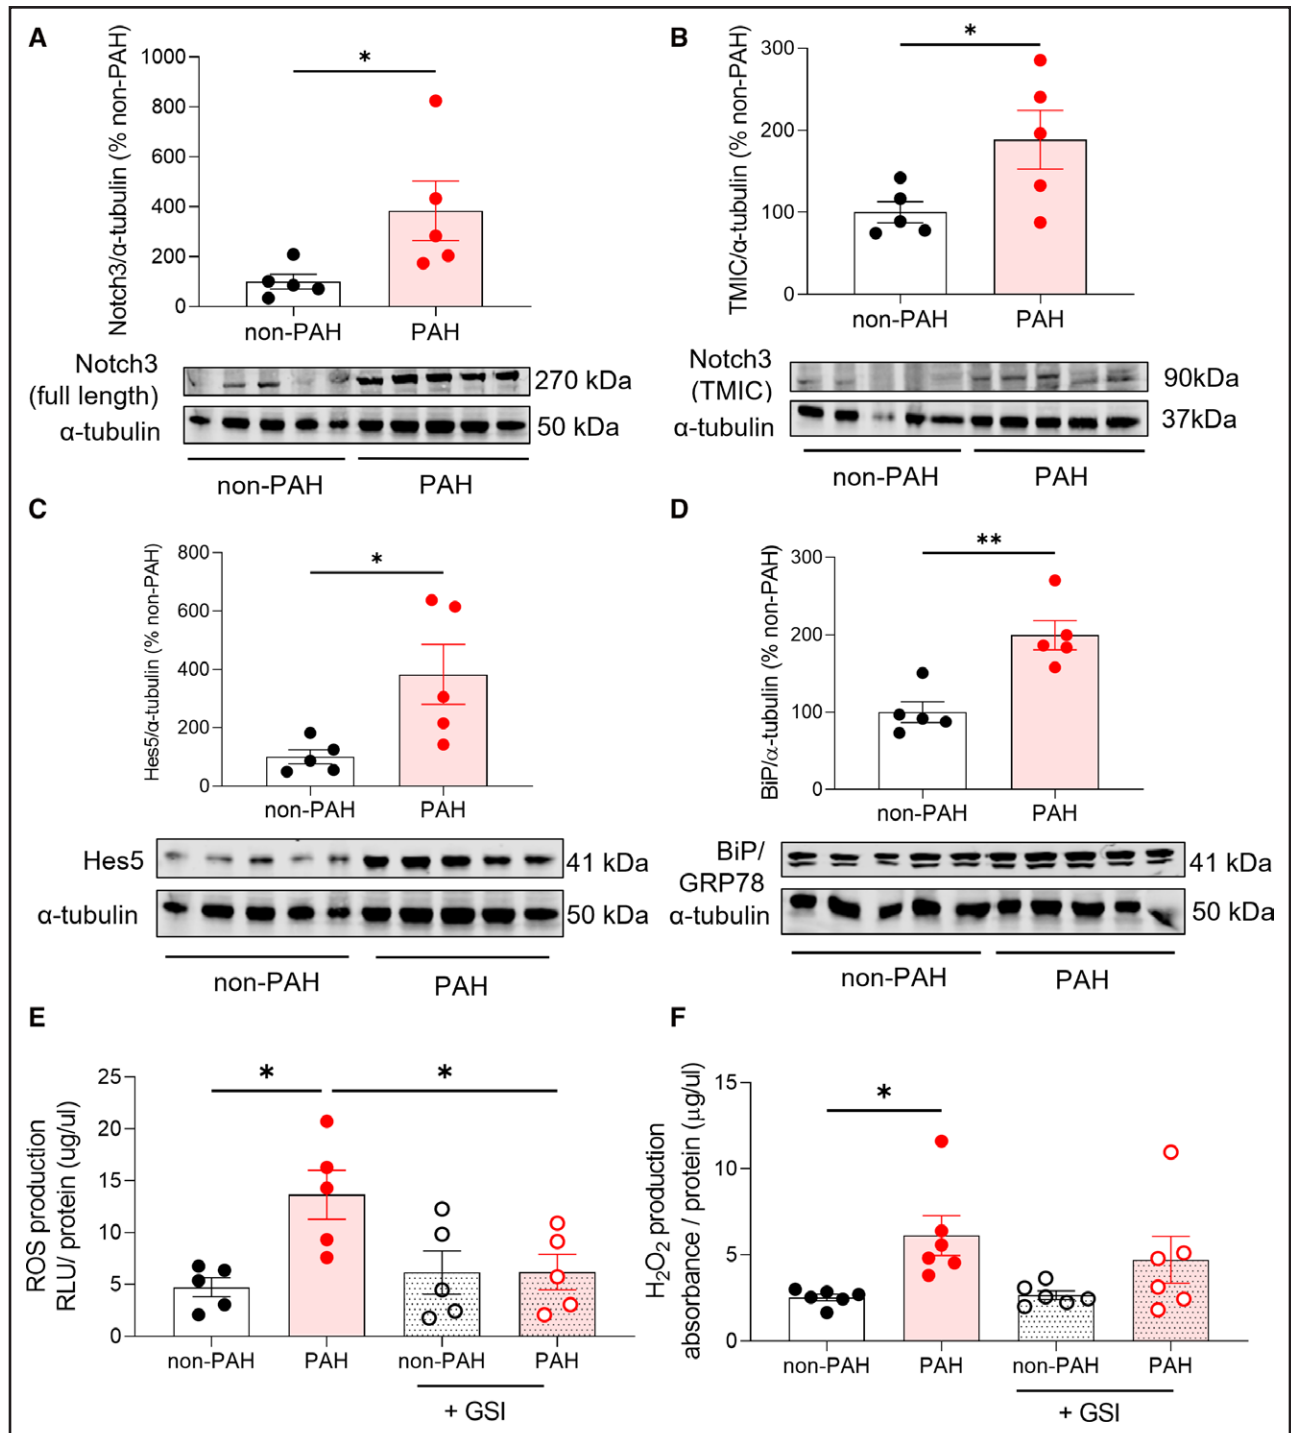 A
Notch3/α-tubulin (% non-PAH)
1000
800
600
400
200
0
*
non-PAH
PAH
Notch3
(full length)
270 kDa
α-tubulin
50 kDa
non-PAH
PAH
B
TMIC/α-tubulin (% non-PAH)
300
200
100
0
*
non-PAH
PAH
Notch3
(TMIC)
90kDa
α-tubulin
37kDa
non-PAH
PAH
C
Hes5/α-tubulin (% non-PAH)
800
600
400
200
0
*
non-PAH
PAH
Hes5
41 kDa
α-tubulin
50 kDa
non-PAH
PAH
D
BiP/α-tubulin (% non-PAH)
300
200
100
0
**
non-PAH
PAH
BiP/
GRP78
41 kDa
α-tubulin
50 kDa
non-PAH
PAH
E
ROS production
RLU/ protein (ug/ul)
25
20
15
10
5
0
*
*
non-PAH
PAH
non-PAH
PAH
+ GSI
F
H₂O₂ production
absorbance / protein (μg/ul)
15
10
5
0
*
non-PAH
PAH
non-PAH
PAH
+ GSI